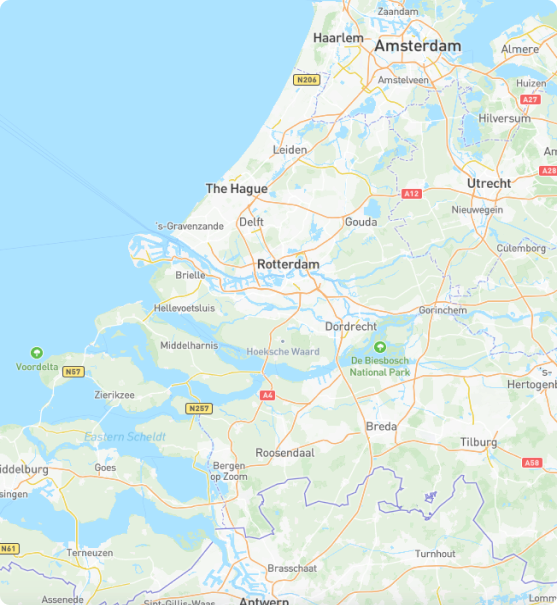 Zaandam
Haarlem
Amsterdam
Almere
Amstelveen
Huizen
N206
A27
Hilversum
Leiden
Am
A28
The Hague
Utrecht
A12
's-Gravenzande
Delft
Gouda
Nieuwegein
Culemborg
Rotterdam
Brielle
Hellevoetsluis
Gorinchem
Dordrecht
Middelharnis
Hoeksche Waard
Voordelta
De Biesbosch
National Park
N57
's-
Hertogenb
Zierikzee
A4
N257
Breda
Eastern Scheldt
Tilburg
Roosendaal
iddelburg
Goes
Bergen
op Zoom
A58
singen
N61
Terneuzen
Turnhout
Brasschaat
Assenede
Sint-Gillis-Waas
Antwern
Lomm